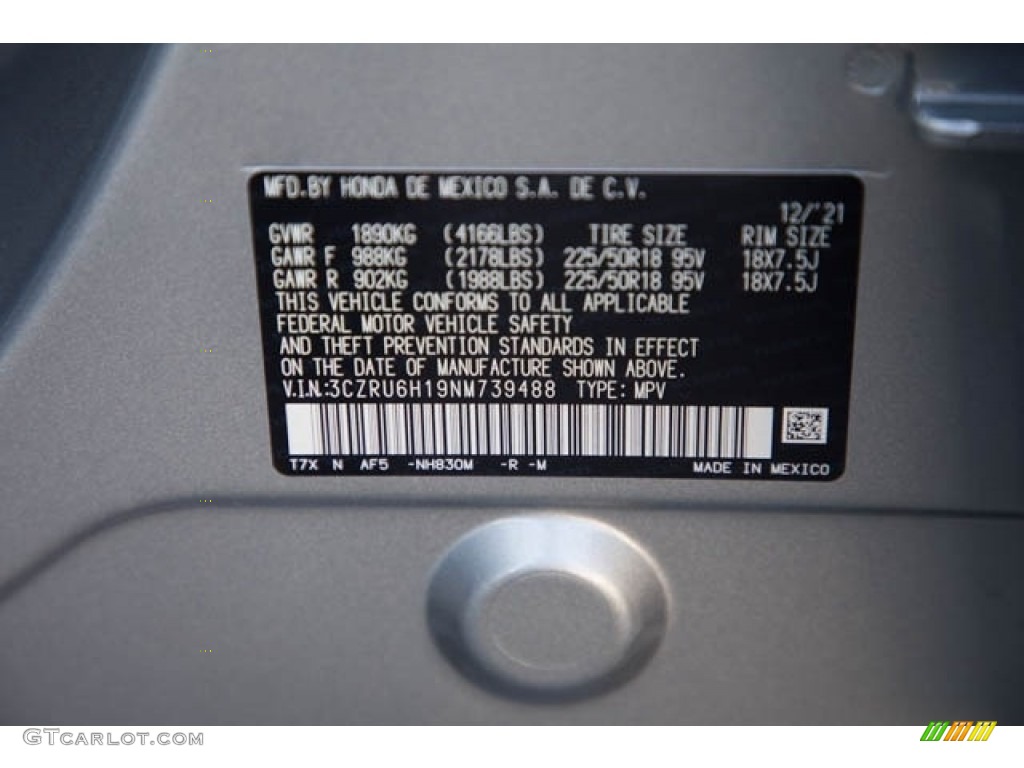 MFD.BY HONDA DE MEXICO S.A. DE C.V.
12/'21
GVWR 1890KG (4166LBS) TIRE SIZE RIM SIZE
GAWR F 988KG (2178LBS) 225/50R18 95V 18X7.5J
GAWR R 902KG (1988LBS) 225/50R18 95V 18X7.5J
THIS VEHICLE CONFORMS TO ALL APPLICABLE
FEDERAL MOTOR VEHICLE SAFETY
AND THEFT PREVENTION STANDARDS IN EFFECT
ON THE DATE OF MANUFACTURE SHOWN ABOVE.
V.I.N.:3CZRU6H19NM739488 TYPE: MPV
T7X N AF5 -NH830M -R -M MADE IN MEXICO
GTCARLOT.COM